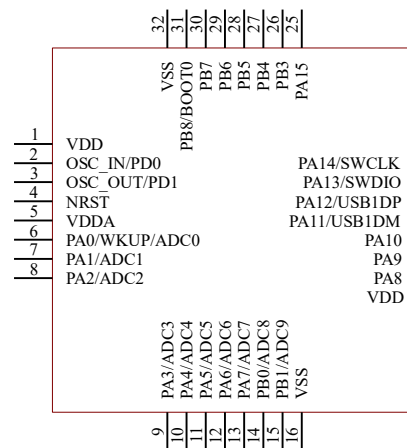 32
31
30
29
28
27
26
25
VSS
PB8/BOOT0
PB7
PB6
PB5
PB4
PB3
PA15
1 VDD
2 OSC_IN/PD0
3 OSC_OUT/PD1
4 NRST
5 VDDA
6 PA0/WKUP/ADC0
7 PA1/ADC1
8 PA2/ADC2
PA14/SWCLK
PA13/SWDIO
PA12/USB1DP
PA11/USB1DM
PA10
PA9
PA8
VDD
PA3/ADC3
PA4/ADC4
PA5/ADC5
PA6/ADC6
PA7/ADC7
PB0/ADC8
PB1/ADC9
VSS
9
10
11
12
13
14
15
16